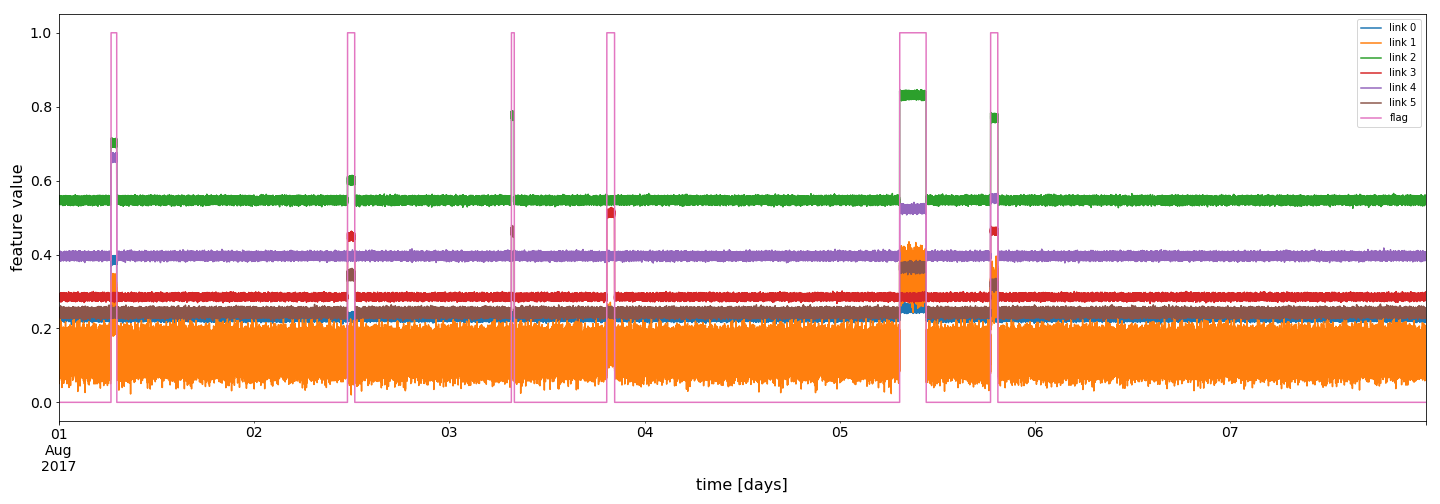 feature value
1.0
0.8
0.6
0.4
0.2
0.0
link 0
link 1
link 2
link 3
link 4
link 5
flag
01 02 03 04 05 06 07
Aug
2017
time [days]